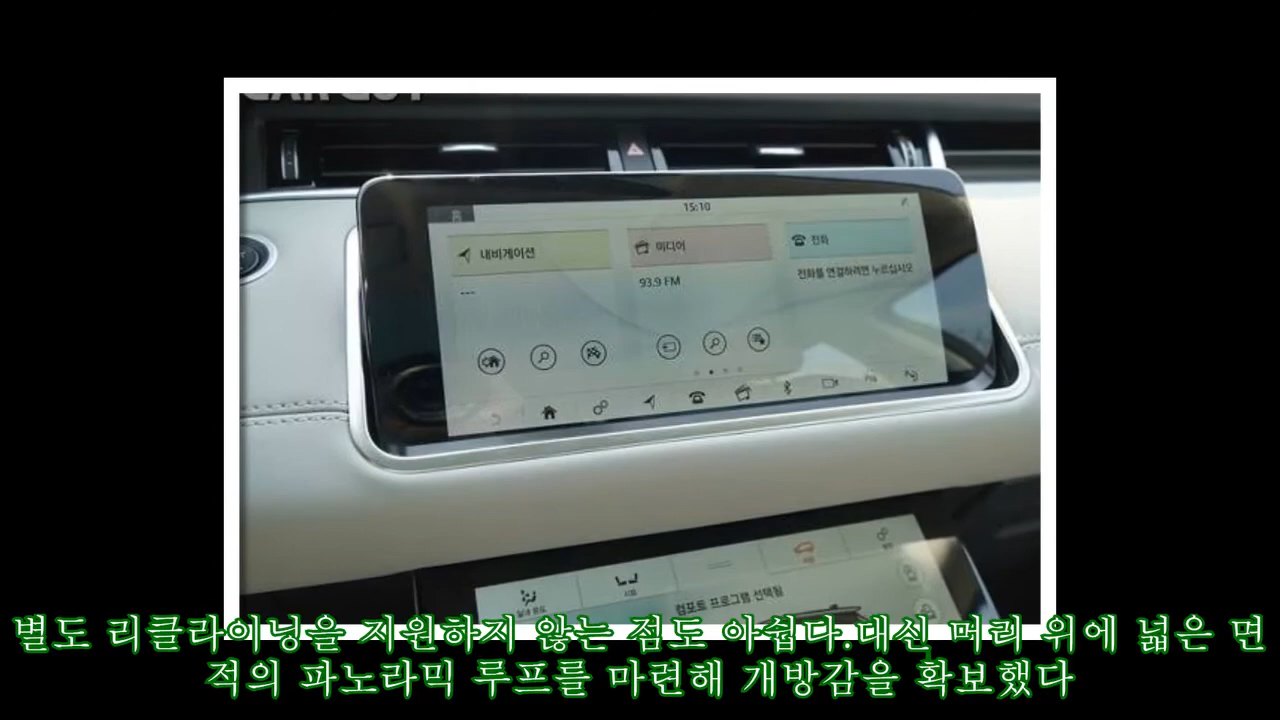 15:10
내비게이션
미디어
전화
전화를 연결하려면 누르십시오
---
93.9 FM
시트
컴포트 프로그램 선택됨
별도 리클라이닝을 지원하지 않는 점도 아쉽다.대신 머리 위에 넓은 면
적의 파노라믹 루프를 마련해 개방감을 확보했다